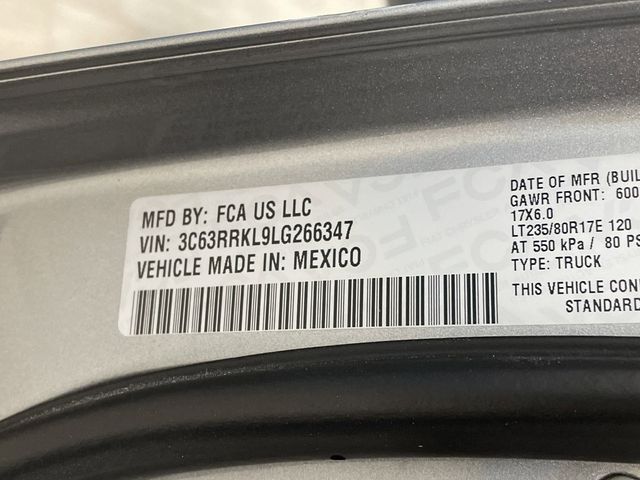 MFD BY: FCA US LLC
VIN: 3C63RRKL9LG266347
VEHICLE MADE IN: MEXICO
DATE OF MFR (BUIL
GAWR FRONT: 600
17X6.0
LT235/80R17E 120
AT 550 kPa / 80 PS
TYPE: TRUCK
THIS VEHICLE CON
STANDARD